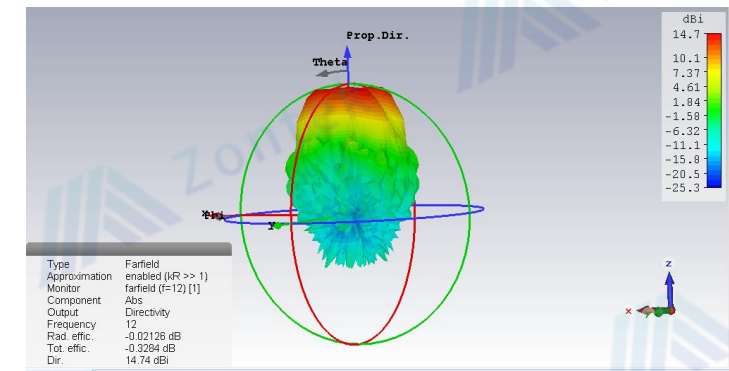 dBi
14.7
10.1
7.37
4.61
1.84
-1.58
-6.32
-11.1
-15.8
-20.5
-25.3
Prop.Dir.
Theta
x
Phi
y
Type Farfield
Approximation enabled (kR >> 1)
Monitor farfield (f=12) [1]
Component Abs
Output Directivity
Frequency 12
Rad. effic. -0.02126 dB
Tot. effic. -0.3284 dB
Dir. 14.74 dBi
z
x
y